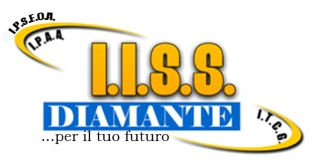 I.P.S.E.O.A.
I.P.A.A
I.I.S.S.
DIAMANTE
...per il tuo futuro
I.T.C.G.